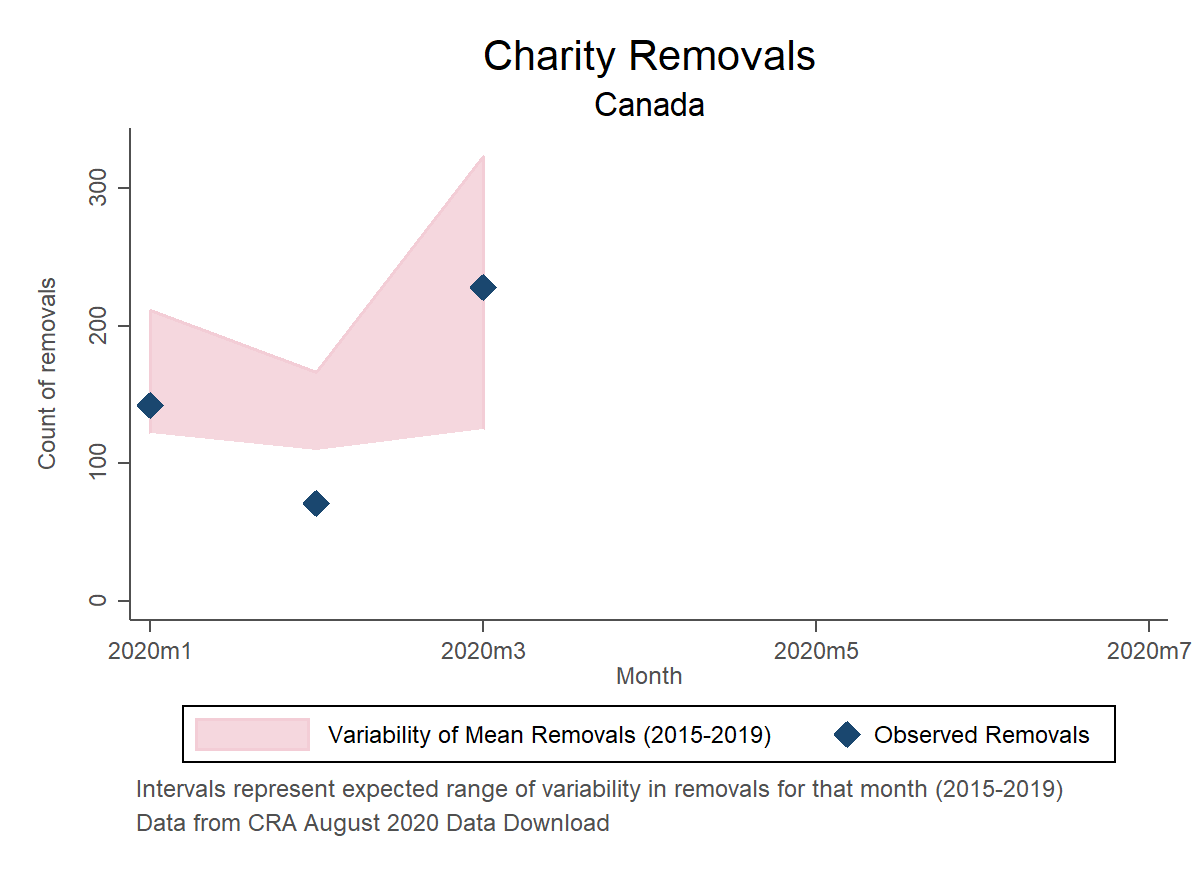 Charity Removals
Canada
Count of removals
300
200
100
0
2020m1 2020m3 2020m5 2020m7
Month
Variability of Mean Removals (2015-2019) Observed Removals
Intervals represent expected range of variability in removals for that month (2015-2019)
Data from CRA August 2020 Data Download